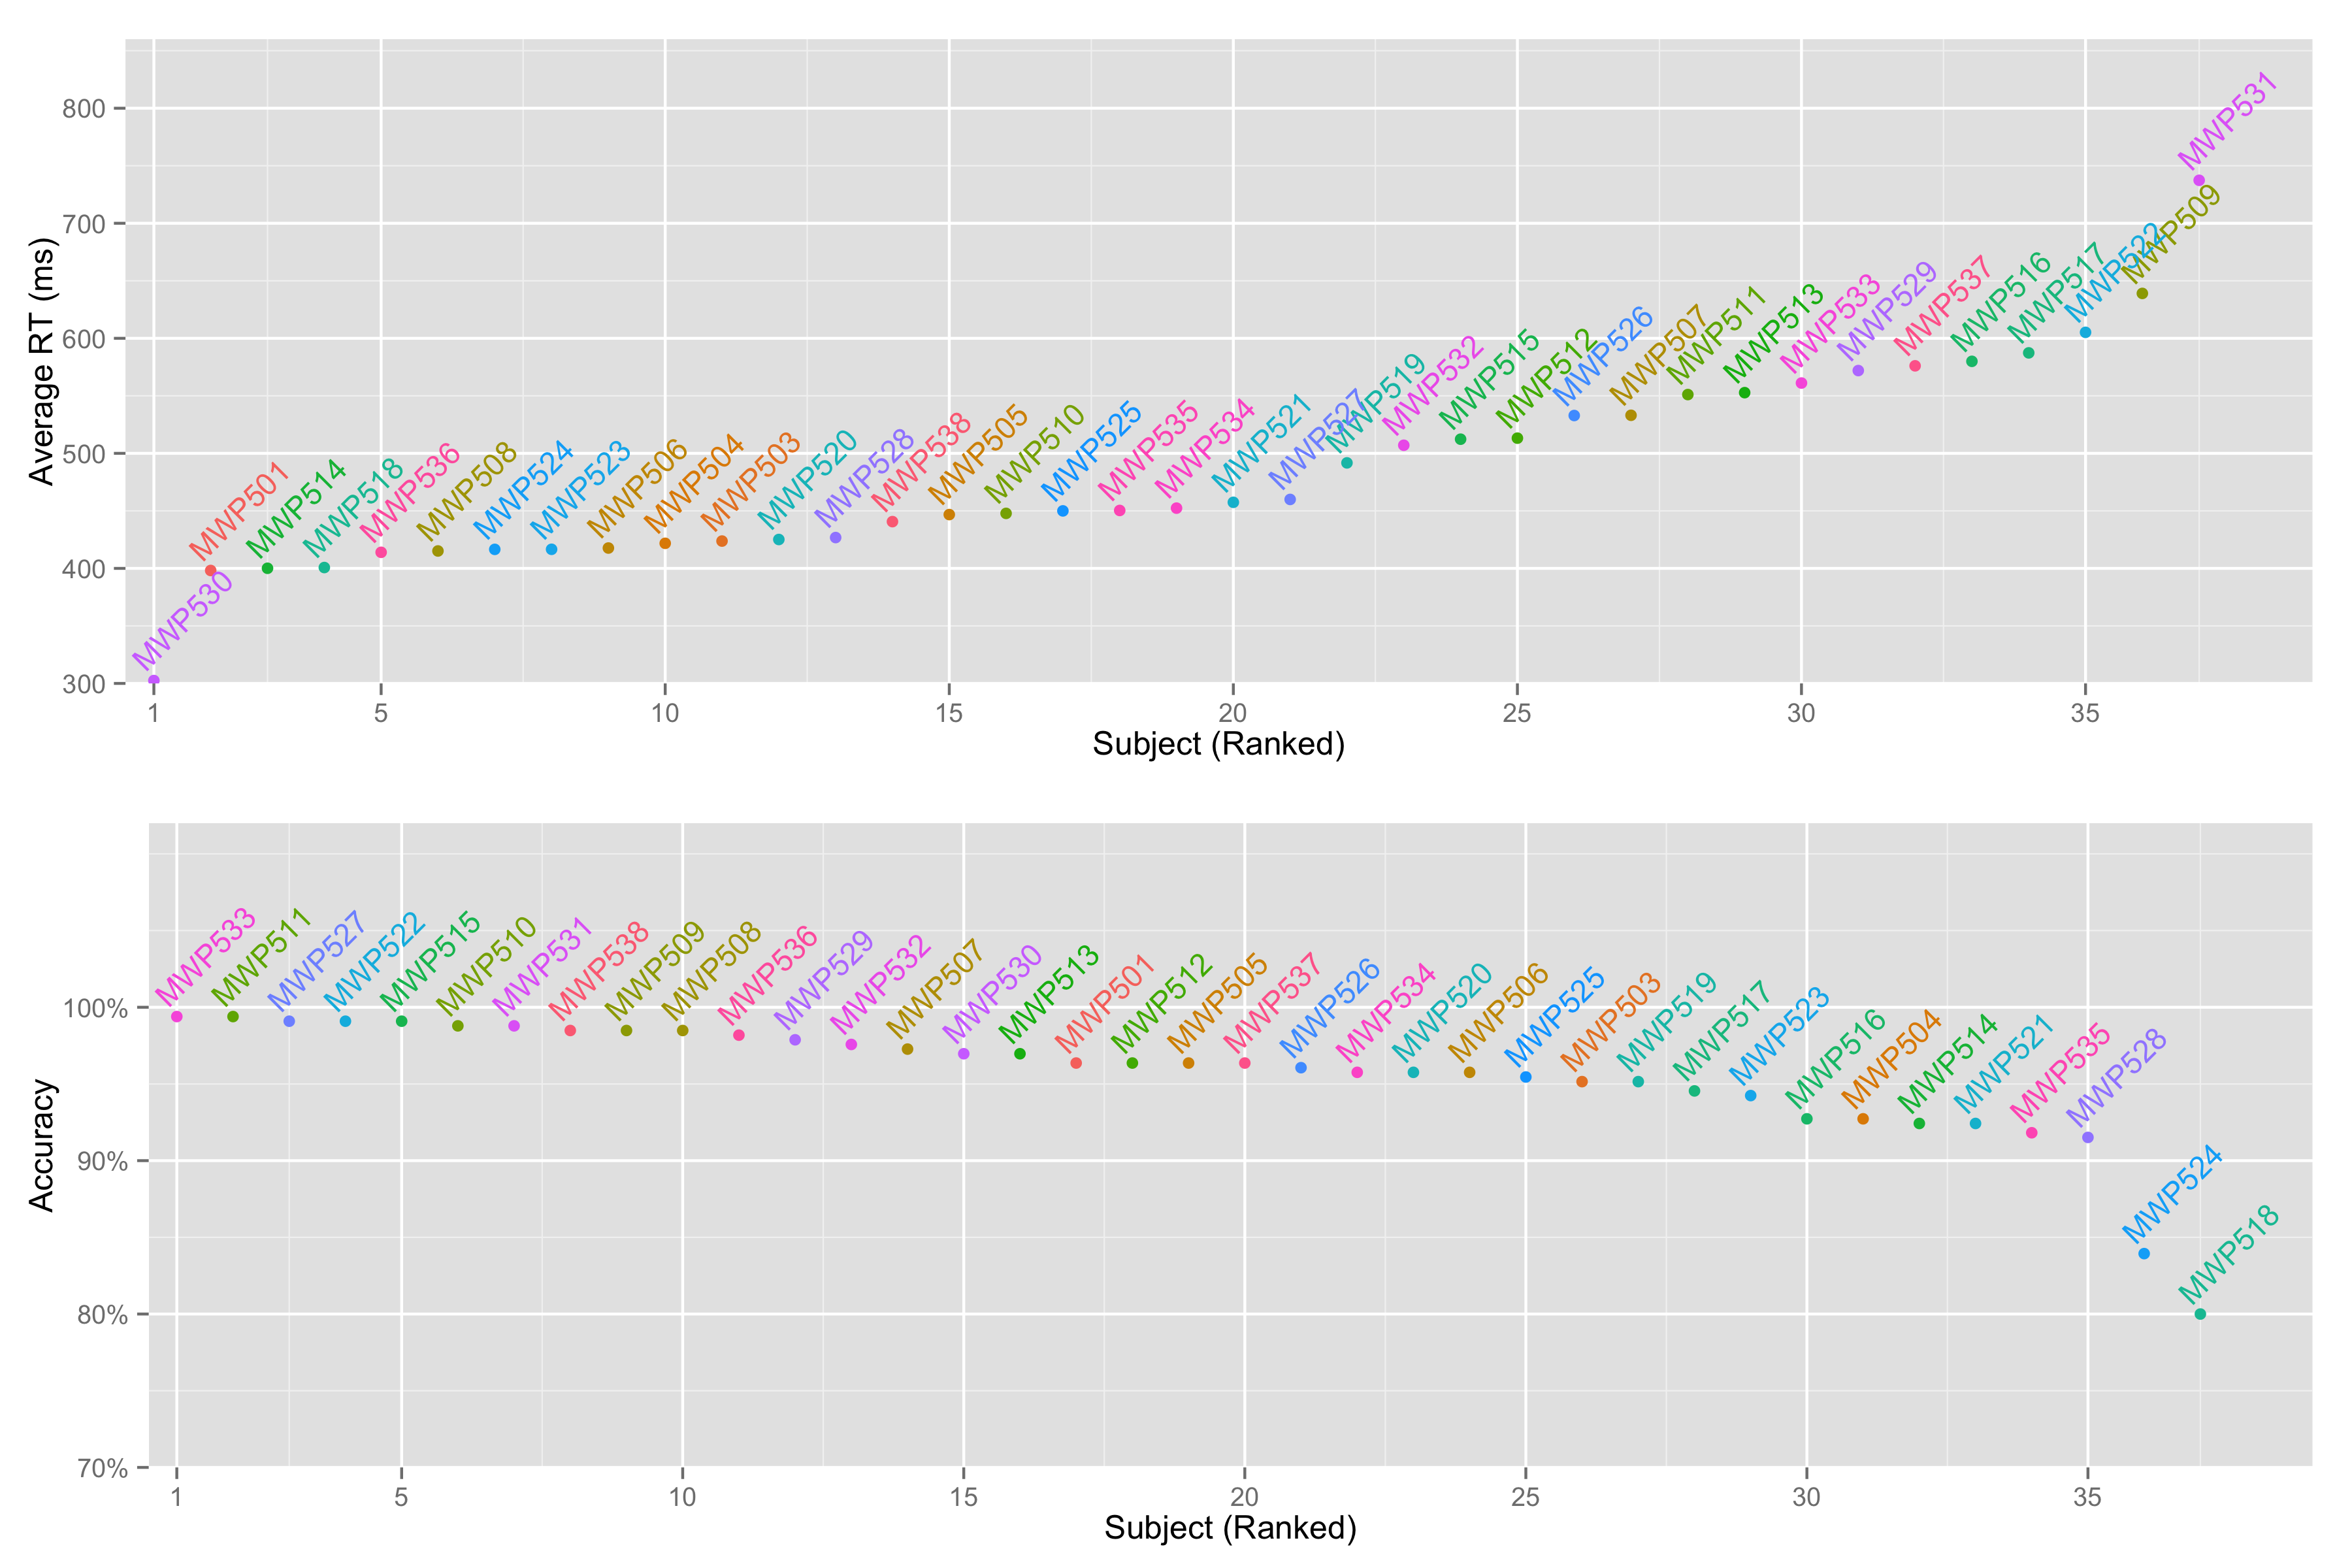 800
700
600
500
400
300
Average RT (ms)
MWP530
MWP501
MWP514
MWP518
MWP536
MWP508
MWP524
MWP523
MWP506
MWP504
MWP503
MWP520
MWP528
MWP538
MWP505
MWP510
MWP525
MWP535
MWP534
MWP521
MWP527
MWP519
MWP532
MWP515
MWP512
MWP526
MWP507
MWP511
MWP513
MWP533
MWP529
MWP537
MWP516
MWP517
MWP522
MWP509
MWP531
1 5 10 15 20 25 30 35
Subject (Ranked)
100%
90%
80%
70%
Accuracy
MWP533
MWP511
MWP527
MWP522
MWP515
MWP510
MWP531
MWP538
MWP509
MWP508
MWP536
MWP529
MWP532
MWP507
MWP530
MWP513
MWP501
MWP512
MWP505
MWP537
MWP526
MWP534
MWP520
MWP506
MWP525
MWP503
MWP519
MWP517
MWP523
MWP516
MWP504
MWP514
MWP521
MWP535
MWP528
MWP524
MWP518
1 5 10 15 20 25 30 35
Subject (Ranked)